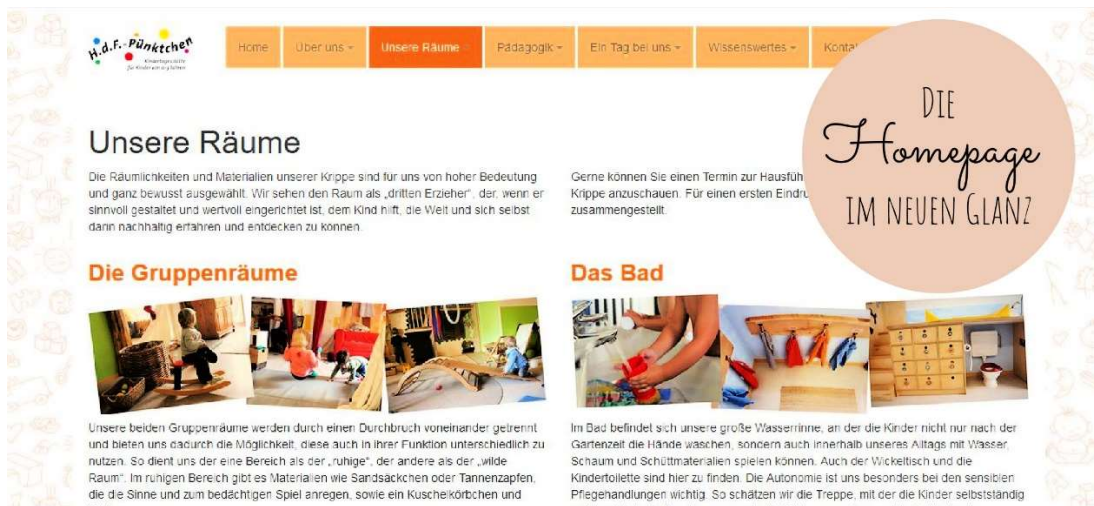 H.d.F.-Pünktchen
Kindertagesstätte
Home
Über uns
Unsere Räume
Pädagogik
Ein Tag bei uns
Wissenswertes
Die
Homepage
im neuen Glanz
Unsere Räume
Die Räumlichkeiten und Materialien unserer Krippe sind für uns von hoher Bedeutung
und ganz bewusst ausgewählt. Wir sehen den Raum als „dritten Erzieher“, der, wenn er
sinnvoll gestaltet und wertvoll eingerichtet ist, dem Kind hilft, die Welt und sich selbst
darin nachhaltig erfahren und entdecken zu können.
Gerne können Sie einen Termin zur Hausfüh
Krippe anzuschauen. Für einen ersten Eindru
zusammengestellt.
Die Gruppenräume
Unsere beiden Gruppenräume werden durch einen Durchbruch voneinander getrennt
und bieten uns dadurch die Möglichkeit, diese auch in ihrer Funktion unterschiedlich zu
nutzen. So dient uns der eine Bereich als der „ruhige“, der andere als der „wilde
Raum“. Im ruhigen Bereich gibt es Materialien wie Sandsäckchen oder Tannenzapfen,
die die Sinne und zum bedächtigen Spiel anregen, sowie ein Kuschelkörbchen und
Das Bad
Im Bad befindet sich unsere große Wasserrinne, an der die Kinder nicht nur nach der
Gartenzeit die Hände waschen, sondern auch innerhalb unseres Alltags mit Wasser,
Schaum und Schüttmaterialien spielen können. Auch der Wickeltisch und die
Kindertoilette sind hier zu finden. Die Autonomie ist uns besonders bei den sensiblen
Pflegehandlungen wichtig. So schätzen wir die Treppe, mit der die Kinder selbstständig